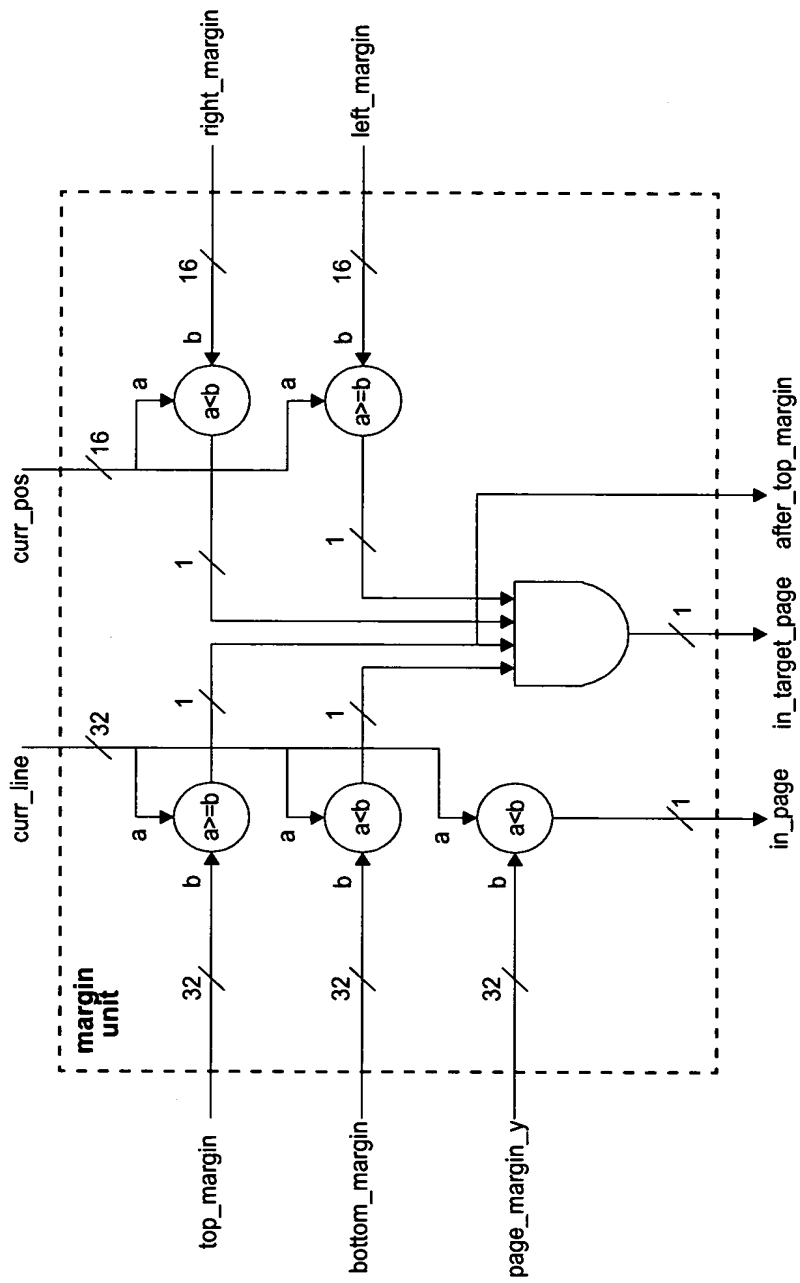 curr_line
curr_pos
margin
unit
32
16
top_margin
32
b
a
a>=b
1
1
a
a<b
b
16
right_margin
bottom_margin
32
b
a
a<b
1
1
a
a>=b
b
16
left_margin
page_margin_y
32
b
a
a<b
1
1
in_page
in_target_page
after_top_margin